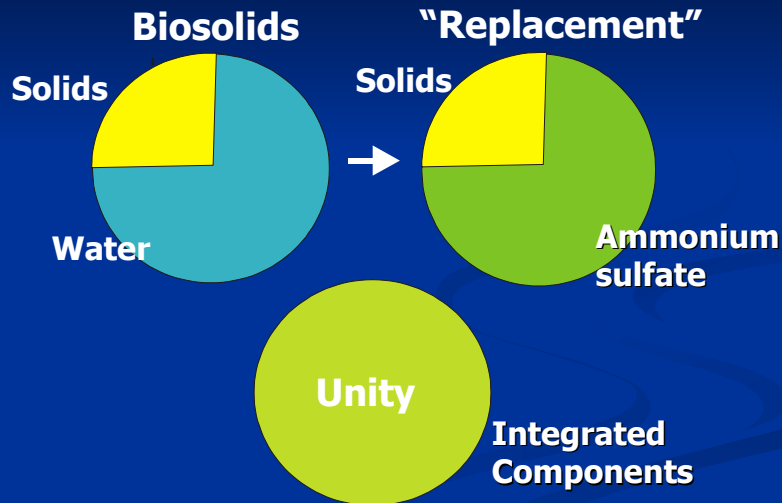 Biosolids
“Replacement”
Solids
Solids
Water
Ammonium
sulfate
Unity
Integrated
Components